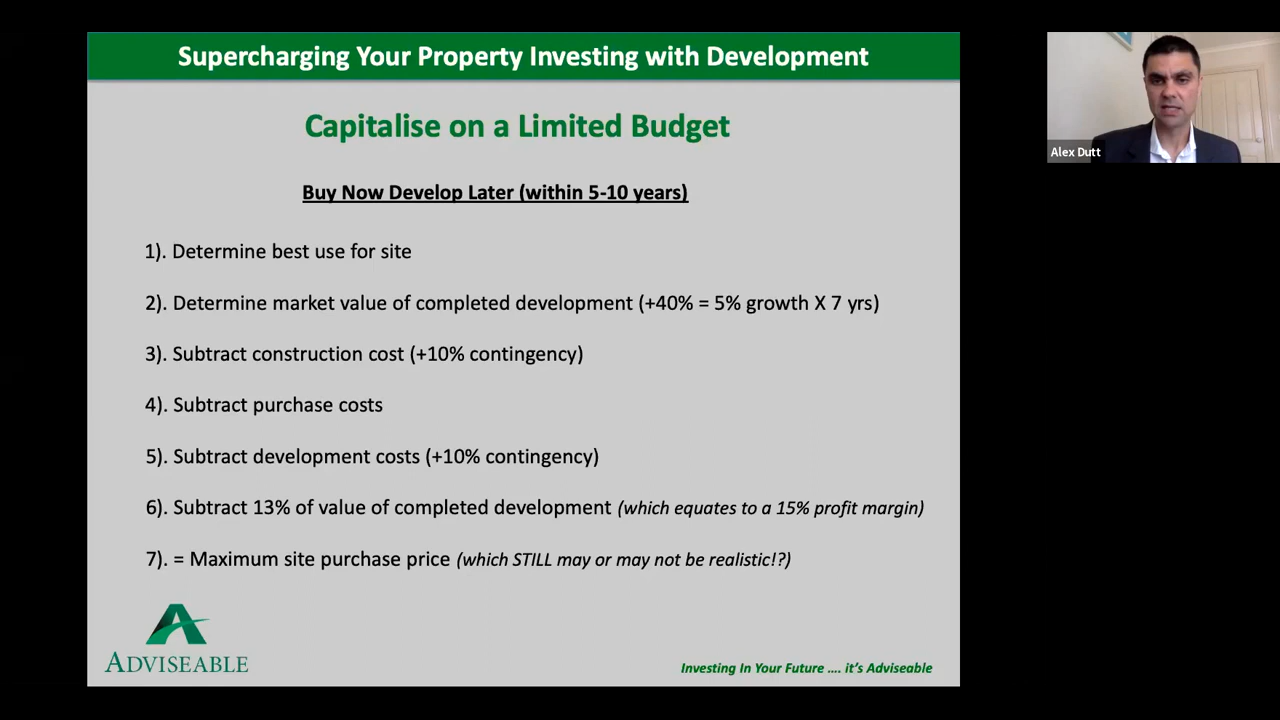 Supercharging Your Property Investing with Development
Capitalise on a Limited Budget
Buy Now Develop Later (within 5-10 years)
1). Determine best use for site
2). Determine market value of completed development (+40% = 5% growth X 7 yrs)
3). Subtract construction cost (+10% contingency)
4). Subtract purchase costs
5). Subtract development costs (+10% contingency)
6). Subtract 13% of value of completed development (which equates to a 15% profit margin)
7). = Maximum site purchase price (which STILL may or may not be realistic!?)
ADVISEABLE
Investing In Your Future .... it's Adviseable
Alex Dutt